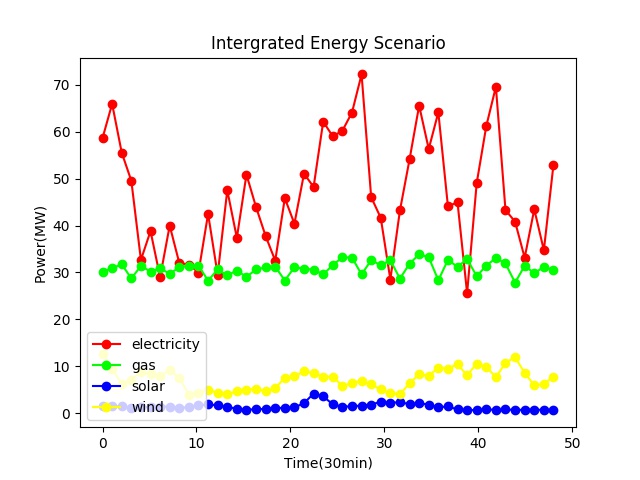 Intergrated Energy Scenario
Power(MW)
70
60
50
40
30
20
10
0
electricity
gas
solar
wind
0 10 20 30 40 50
Time(30min)